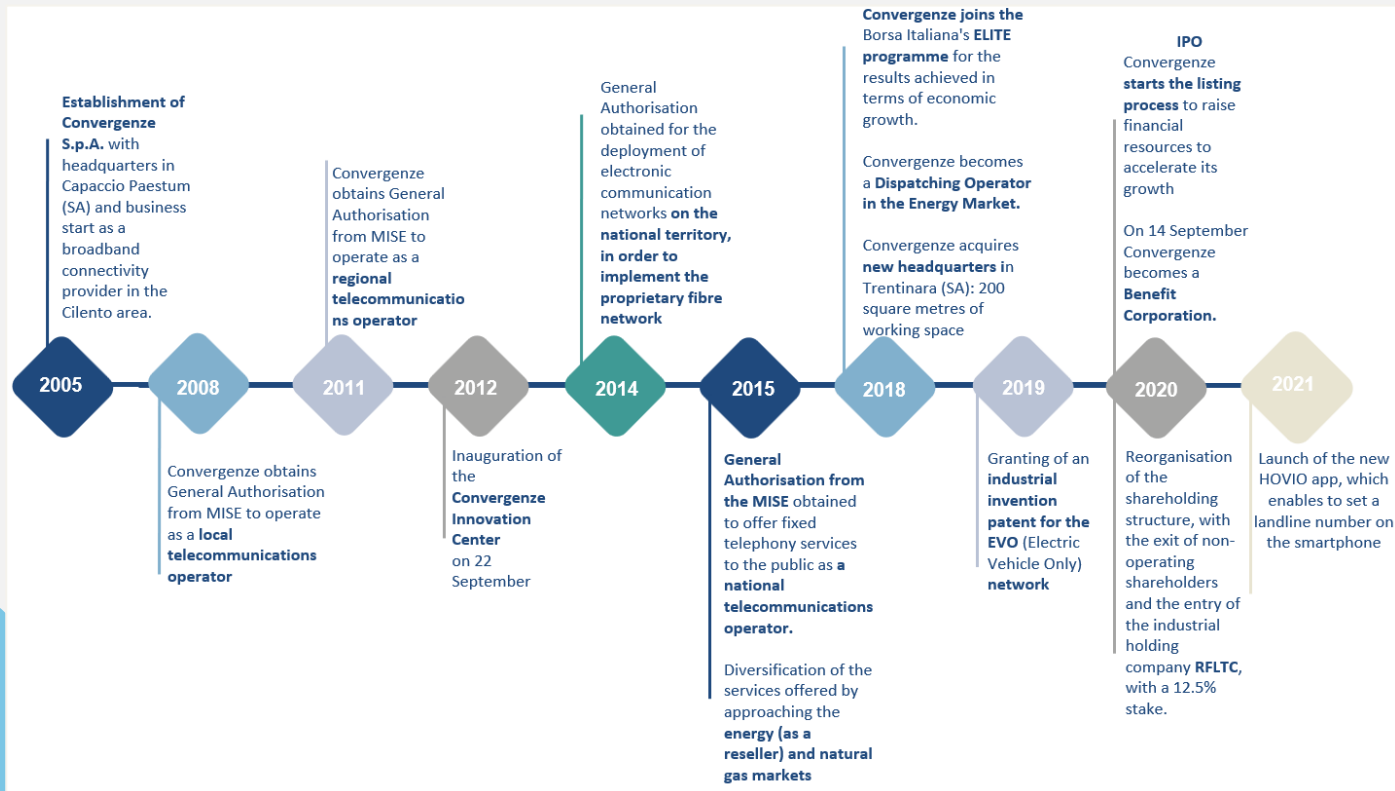 2005
Establishment of
Convergenze
S.p.A. with
headquarters in
Capaccio Paestum
(SA) and business
start as a
broadband
connectivity
provider in the
Cilento area.
2008
Convergenze obtains
General Authorisation
from MISE to operate
as a local
telecommunications
operator
2011
Convergenze
obtains General
Authorisation
from MISE to
operate as a
regional
telecommunicatio
ns operator
2012
Inauguration of
the
Convergenze
Innovation
Center
on 22
September
2014
General
Authorisation
obtained for the
deployment of
electronic
communication
networks on the
national territory,
in order to
implement the
proprietary fibre
network
2015
General
Authorisation from
the MISE obtained
to offer fixed
telephony services
to the public as a
national
telecommunications
operator.
Diversification of the
services offered by
approaching the
energy (as a
reseller) and natural
gas markets
2018
Convergenze joins the
Borsa Italiana's ELITE
programme for the
results achieved in
terms of economic
growth.
Convergenze becomes
a Dispatching Operator
in the Energy Market.
Convergenze acquires
new headquarters in
Trentinara (SA): 200
square metres of
working space
2019
Granting of an
industrial
invention
patent for the
EVO (Electric
Vehicle Only)
network
2020
IPO
Convergenze
starts the listing
process to raise
financial
resources to
accelerate its
growth
On 14 September
Convergenze
becomes a
Benefit
Corporation.
Reorganisation
of the
shareholding
structure, with
the exit of non-
operating
shareholders
and the entry of
the industrial
holding
company RFLTC,
with a 12.5%
stake.
2021
Launch of the new
HOVIO app, which
enables to set a
landline number on
the smartphone